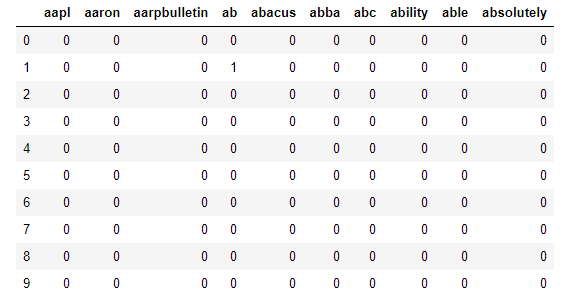 aapl aaron aarpbulletin ab abacus abba abc ability able absolutely
0 0 0 0 0 0 0 0 0 0 0
1 0 0 0 1 0 0 0 0 0 0
2 0 0 0 0 0 0 0 0 0 0
3 0 0 0 0 0 0 0 0 0 0
4 0 0 0 0 0 0 0 0 0 0
5 0 0 0 0 0 0 0 0 0 0
6 0 0 0 0 0 0 0 0 0 0
7 0 0 0 0 0 0 0 0 0 0
8 0 0 0 0 0 0 0 0 0 0
9 0 0 0 0 0 0 0 0 0 0